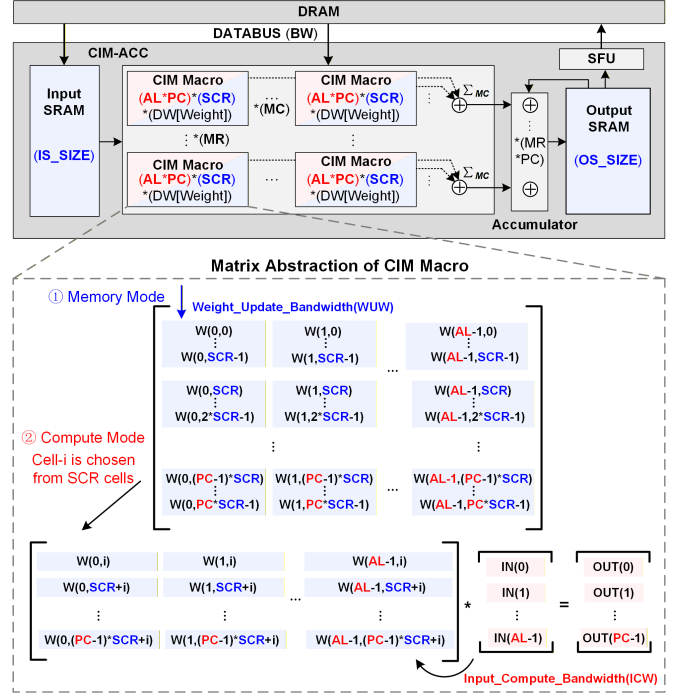 DRAM
DATABUS (BW)
CIM-ACC
SFU
Input
SRAM
(IS_SIZE)
CIM Macro
(AL*PC)*(SCR)
*(DW[Weight])
...
*(MC)
CIM Macro
(AL*PC)*(SCR)
*(DW[Weight])
∑MC
⋮ *(MR)
⋮
CIM Macro
(AL*PC)*(SCR)
*(DW[Weight])
...
CIM Macro
(AL*PC)*(SCR)
*(DW[Weight])
∑MC
⋮ *(MR
*PC)
Accumulator
Output
SRAM
(OS_SIZE)
Matrix Abstraction of CIM Macro
① Memory Mode
Weight_Update_Bandwidth(WUW)
W(0,0) W(1,0) W(AL-1,0)
⋮ ⋮ ⋮
W(0,SCR-1) W(1,SCR-1) ... W(AL-1,SCR-1)
W(0,SCR) W(1,SCR) W(AL-1,SCR)
⋮ ⋮ ⋮
W(0,2*SCR-1) W(1,2*SCR-1) W(AL-1,2*SCR-1)
⋮ ⋮
W(0,(PC-1)*SCR) W(1,(PC-1)*SCR) W(AL-1,(PC-1)*SCR)
⋮ ⋮ ... ⋮
W(0,PC*SCR-1) W(1,PC*SCR-1) W(AL-1,PC*SCR-1)
② Compute Mode
Cell-i is chosen
from SCR cells
W(0,i) W(1,i) W(AL-1,i)
W(0,SCR+i) W(1,SCR+i) ... W(AL-1,SCR+i)
⋮ ⋮ ⋮
W(0,(PC-1)*SCR+i) W(1,(PC-1)*SCR+i) W(AL-1,(PC-1)*SCR+i)
*
IN(0)
IN(1)
⋮
IN(AL-1)
=
OUT(0)
OUT(1)
⋮
OUT(PC-1)
Input_Compute_Bandwidth(ICW)